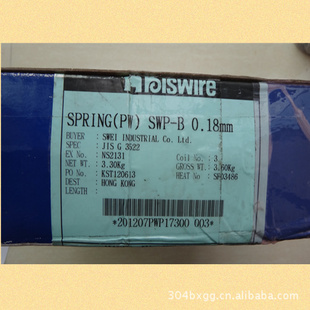 KISWIRE
SPRING(PW) SWP-B 0.18mm
BUYER : SWEI INDUSTRIAL Co. Ltd.
SPEC : JIS G 3522
EX No. : NS2131 Coil No. : 3
NET WT. : 3.30Kg GROSS WT. : 3.60Kg
PO No. : KST120613 HEAT No. : SF03486
DEST : HONG KONG
LENGTH :
*201207PWP17300 003*
304bxgg.cn.alibaba.com